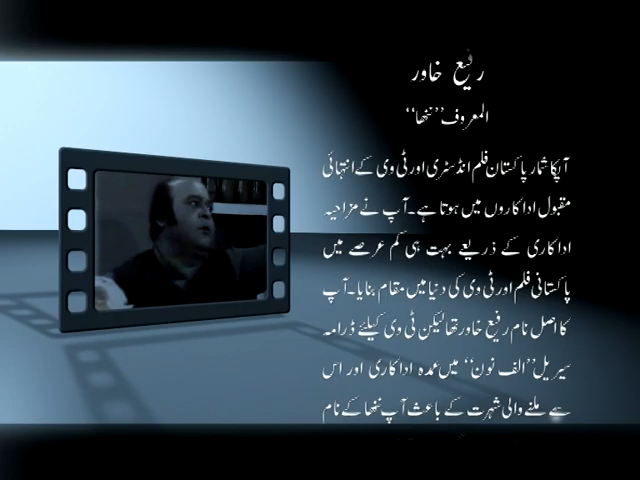 رفیع خاور
المعروف ”ننھا“
آپکا شمار پاکستان فلم انڈسٹری اور ٹی وی کے انتہائی
مقبول اداکاروں میں ہوتا ہے۔ آپ نے مزاحیہ
اداکاری کے ذریعے بہت ہی کم عرصے میں
پاکستانی فلم اور ٹی وی کی دنیا میں مقام بنایا۔ آپ
کا اصل نام رفیع خاور تھا لیکن ٹی وی کیلئے ڈرامہ
سیریل ”الف نون“ میں عمدہ اداکاری اور اس
سے ملنے والی شہرت کے باعث آپ ننھا کے نام